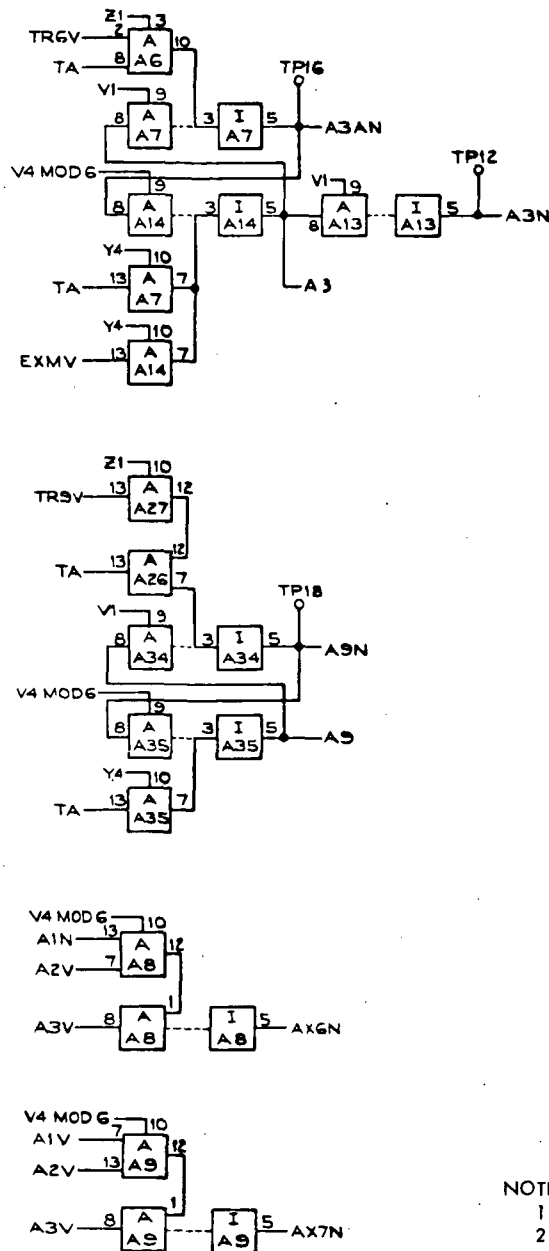 Z1 3
TR6V 2 A 10
TA 8 A6
TP16
V1 9
8 A 3 I 5 A3AN
A7 A7
TP12
V4 MOD 6 9 V1 9
8 A 3 I 5 8 A I 5 A3N
A14 A14 A13 A13
Y4 10
TA 13 A 7 A3
A7
Y4 10
EXMV 13 A 7
A14
Z1 10
TR9V 13 A 12
A27
12
TA 13 A 7
A26
TP18
V1 9
8 A 3 I 5 A9N
A34 A34
V4 MOD 6 9
8 A 3 I 5 A9
A35 A35
Y4 10
TA 13 A 7
A35
V4 MOD 6 10
A1N 13 A 12
A2V 7 A8
1
A3V 8 A I 5 AX6N
A8 A8
V4 MOD 6 10
A1V 7 A 12
A2V 13 A9
1
A3V 8 A I 5 AX7N
A9 A9
NOTE
1
2